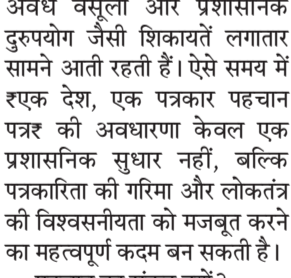 अवैध वसूली और प्रशासनिक
दुरुपयोग जैसी शिकायतें लगातार
सामने आती रहती हैं। ऐसे समय में
₹एक देश, एक पत्रकार पहचान
पत्र₹ की अवधारणा केवल एक
प्रशासनिक सुधार नहीं, बल्कि
पत्रकारिता की गरिमा और लोकतंत्र
की विश्वसनीयता को मजबूत करने
का महत्वपूर्ण कदम बन सकती है।